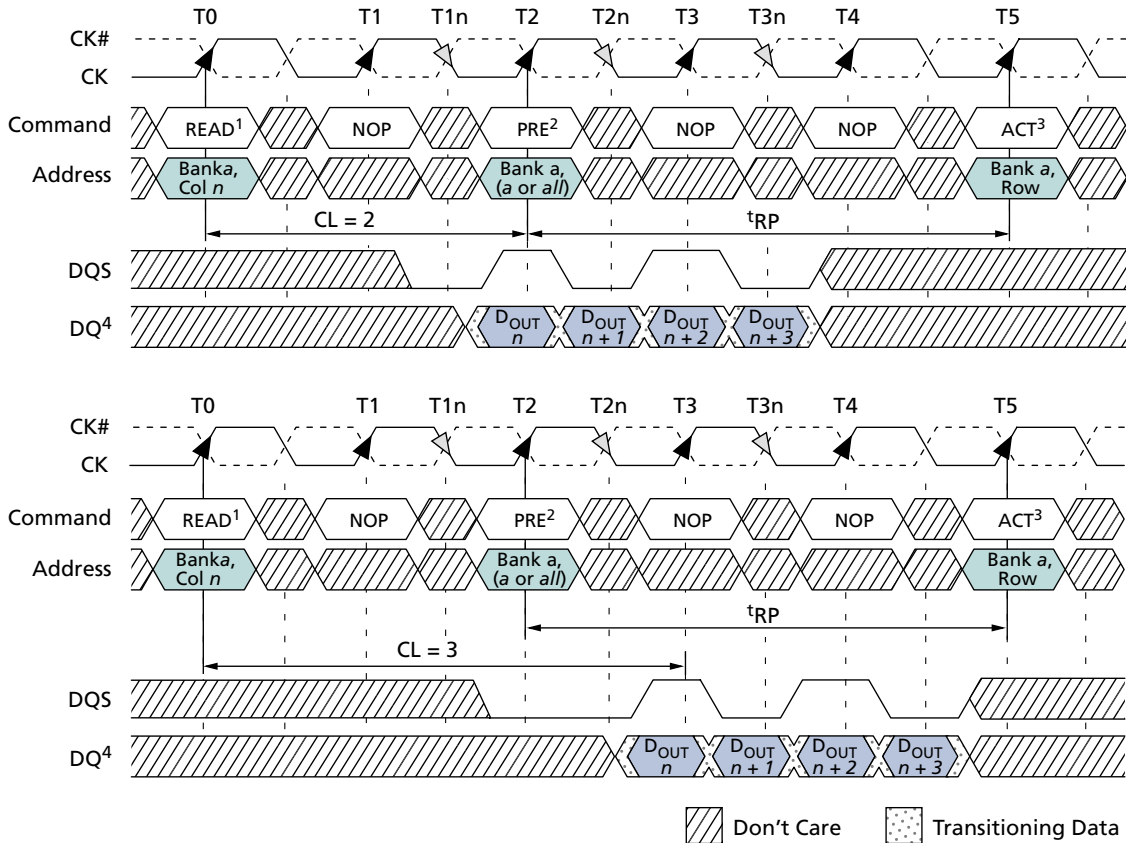 T0 T1 T1n T2 T2n T3 T3n T4 T5
CK#
CK
Command READ1 NOP PRE2 NOP NOP ACT3
Address Banka, Col n Bank a, (a or all) Bank a, Row
CL = 2 tRP
DQS
DQ4 DOUT n DOUT n + 1 DOUT n + 2 DOUT n + 3
T0 T1 T1n T2 T2n T3 T3n T4 T5
CK#
CK
Command READ1 NOP PRE2 NOP NOP ACT3
Address Banka, Col n Bank a, (a or all) Bank a, Row
tRP
CL = 3
DQS
DQ4 DOUT n DOUT n + 1 DOUT n + 2 DOUT n + 3
Don't Care Transitioning Data